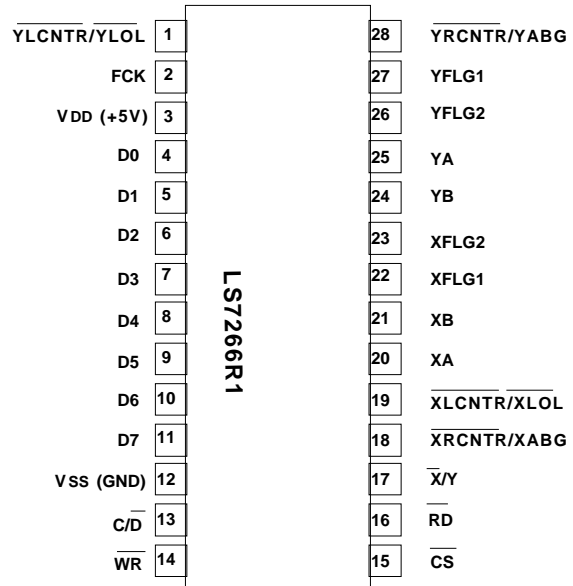 YLCNTR/YLOL 1
FCK 2
VDD (+5V) 3
D0 4
D1 5
D2 6
D3 7
D4 8
D5 9
D6 10
D7 11
VSS (GND) 12
C/D 13
WR 14
LS7266R1
28 YRCNTR/YABG
27 YFLG1
26 YFLG2
25 YA
24 YB
23 XFLG2
22 XFLG1
21 XB
20 XA
19 XLCNTR/XLOL
18 XRCNTR/XABG
17 X/Y
16 RD
15 CS